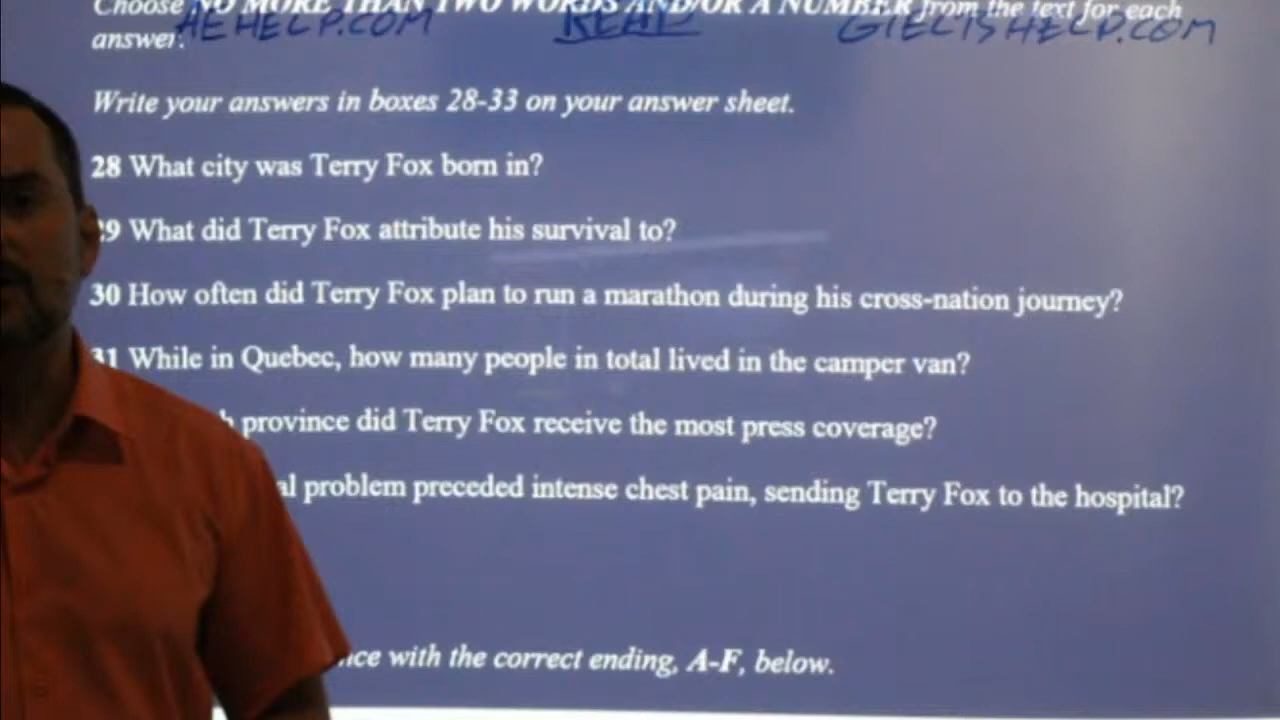 Choose NO MORE THAN TWO WORDS AND/OR A NUMBER from the text for each
AEHELP.COM READ GIELTSHELP.COM
answer.
Write your answers in boxes 28-33 on your answer sheet.
28 What city was Terry Fox born in?
29 What did Terry Fox attribute his survival to?
30 How often did Terry Fox plan to run a marathon during his cross-nation journey?
31 While in Quebec, how many people in total lived in the camper van?
province did Terry Fox receive the most press coverage?
problem preceded intense chest pain, sending Terry Fox to the hospital?
with the correct ending, A-F, below.